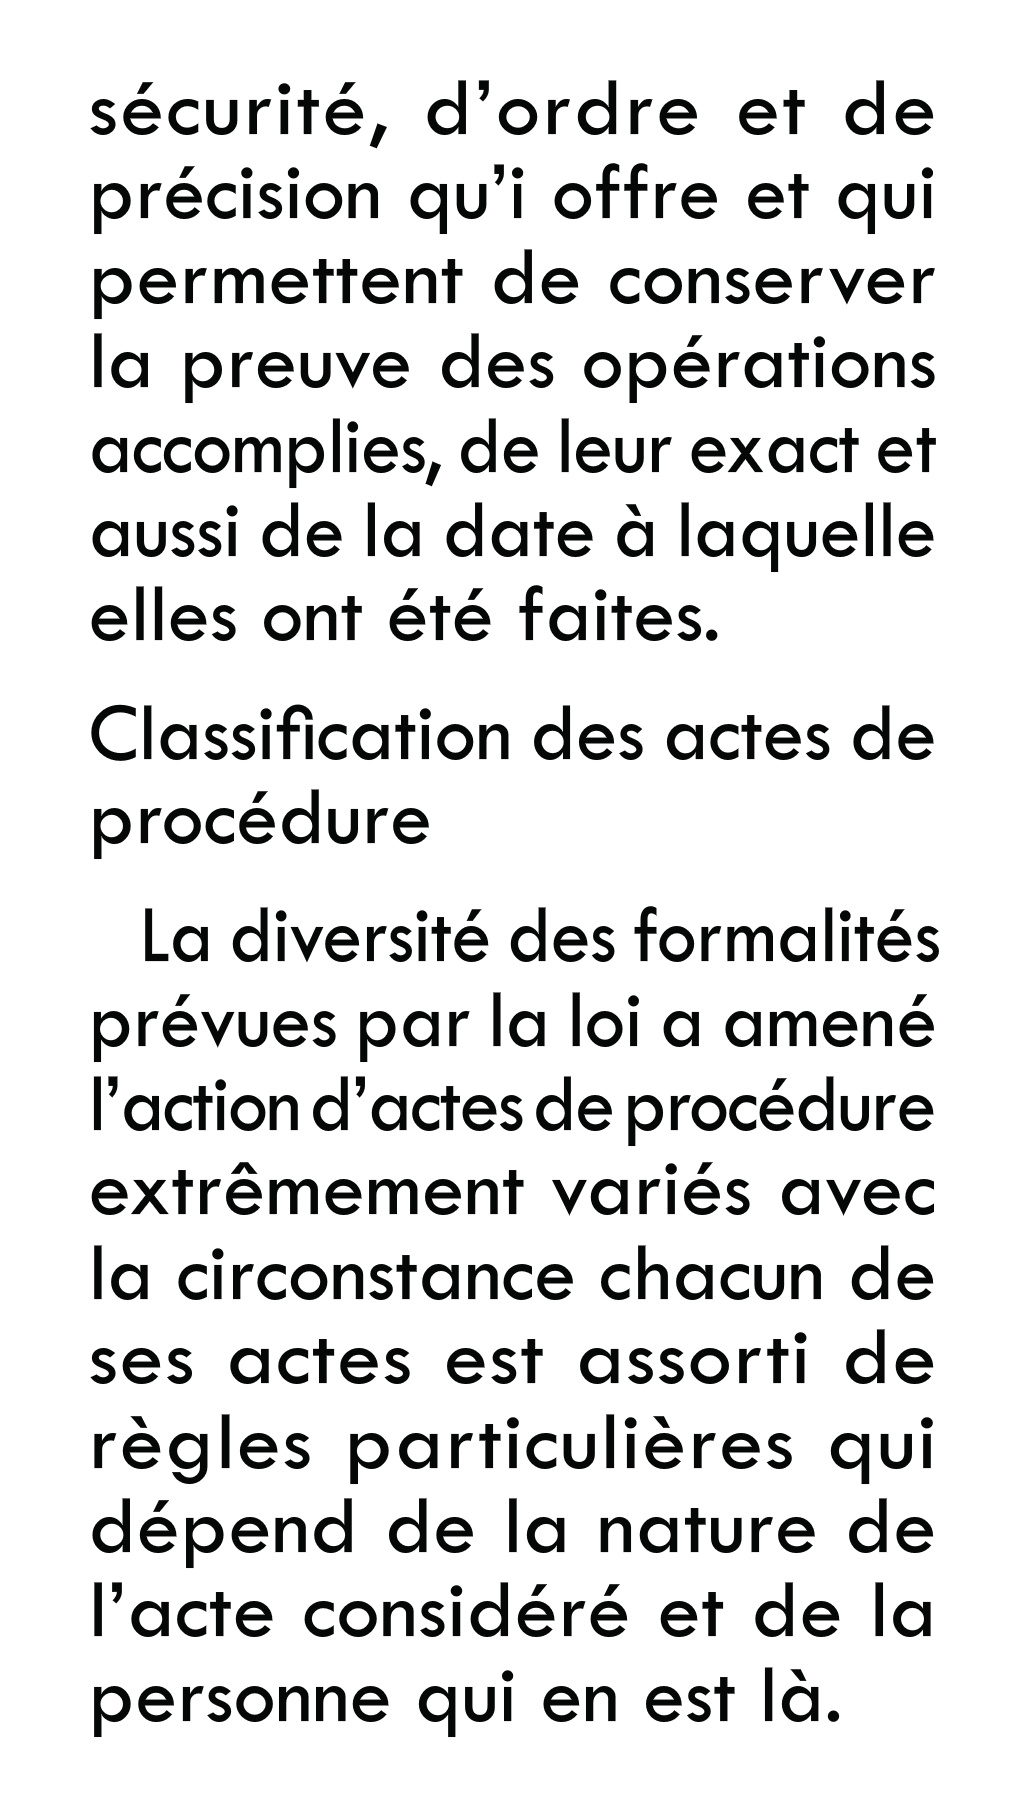 sécurité, d’ordre et de
précision qu’i offre et qui
permettent de conserver
la preuve des opérations
accomplies, de leur exact et
aussi de la date à laquelle
elles ont été faites.
Classification des actes de
procédure
La diversité des formalités
prévues par la loi a amené
l’action d’actes de procédure
extrêmement variés avec
la circonstance chacun de
ses actes est assorti de
règles particulières qui
dépend de la nature de
l’acte considéré et de la
personne qui en est là.